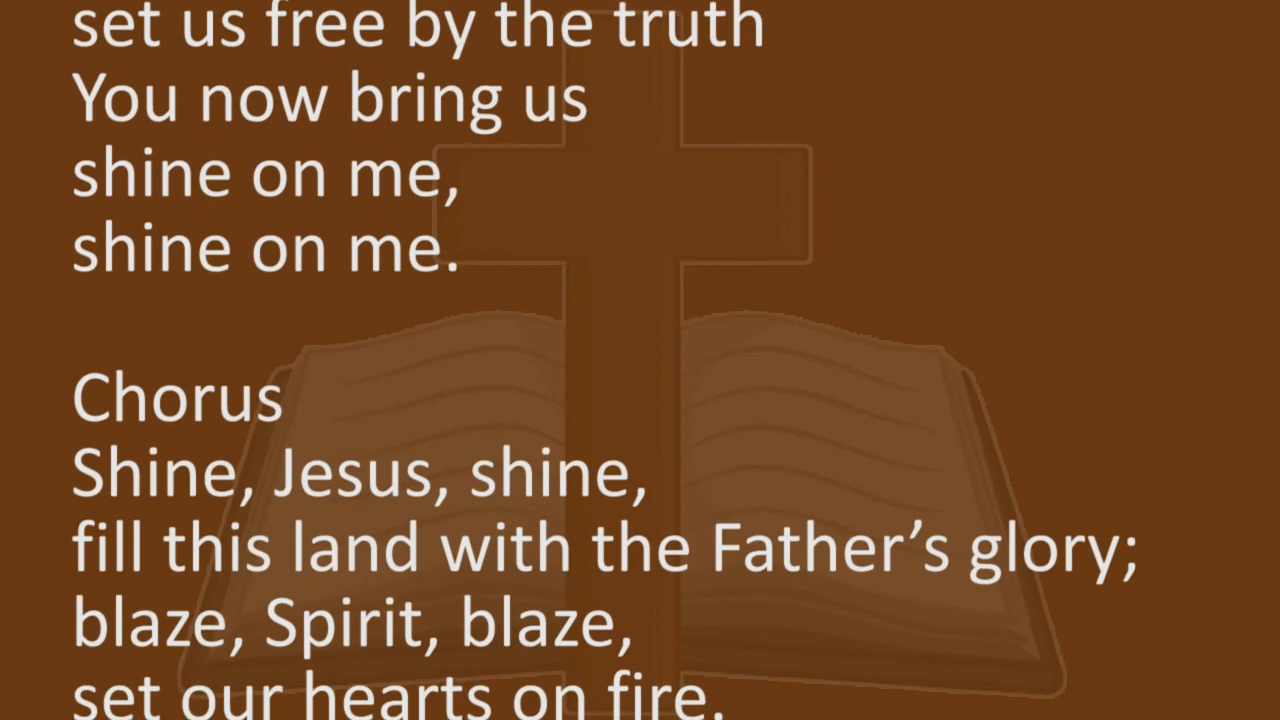 set us free by the truth
You now bring us
shine on me,
shine on me.
Chorus
Shine, Jesus, shine,
fill this land with the Father’s glory;
blaze, Spirit, blaze,
set our hearts on fire.